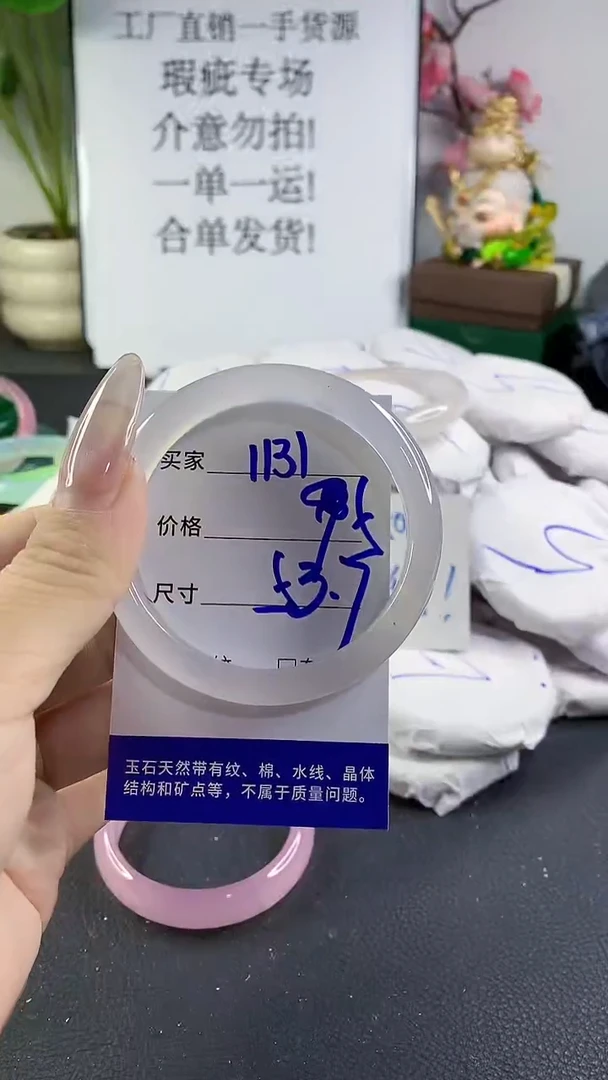 工厂直销一手货源
瑕疵专场
介意勿拍!
一单一运!
合单发货!
买家 1131
价格
尺寸 53.7
玉石天然带有纹、棉、水线、晶体
结构和矿点等，不属于质量问题。